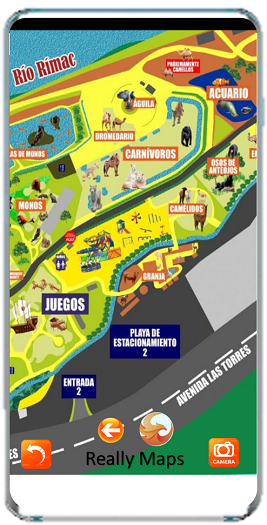 Río Rímac
PRÓXIMAMENTE
CAMELLOS
ACUARIO
ÁGUILA
DROMEDARIO
CARNÍVOROS
AS DE MONOS
OSOS DE
ANTEOJOS
MONOS
CAMÉLIDOS
GRANJA
JUEGOS
PLAYA DE
ESTACIONAMIENTO
2
ENTRADA
2
AVENIDA LAS TORRES
ES
Really Maps
CAMERA